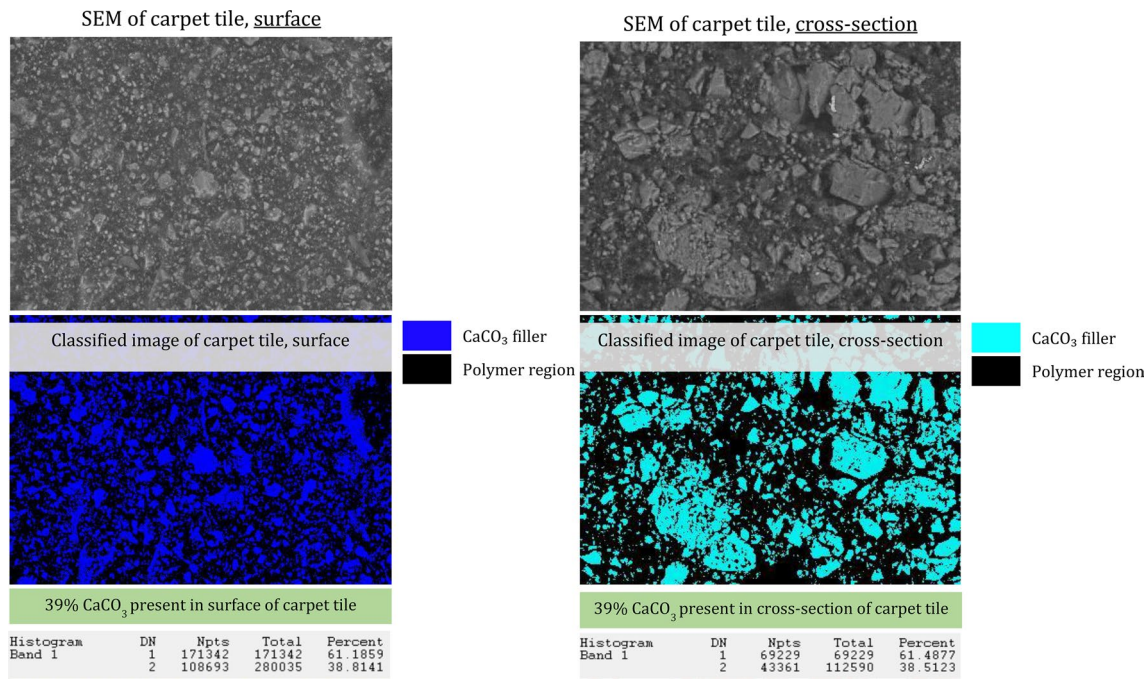 SEM of carpet tile, surface
Classified image of carpet tile, surface
CaCO₃ filler
Polymer region
39% CaCO₃ present in surface of carpet tile
Histogram DN Npts Total Percent
Band 1 1 171342 171342 61.1859
2 108693 280035 38.8141
SEM of carpet tile, cross-section
Classified image of carpet tile, cross-section
CaCO₃ filler
Polymer region
39% CaCO₃ present in cross-section of carpet tile
Histogram DN Npts Total Percent
Band 1 1 69229 69229 61.4877
2 43361 112590 38.5123